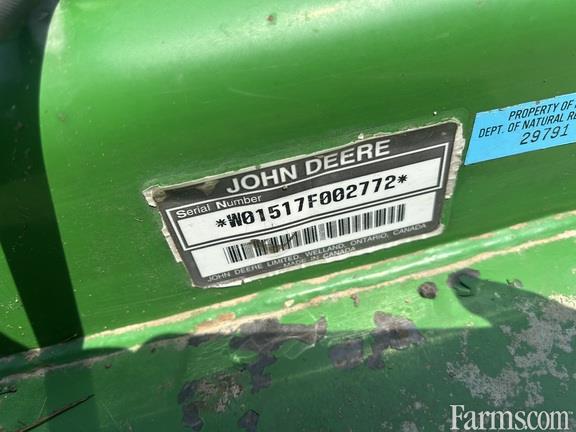 JOHN DEERE
Serial Number
*W01517F002772*
JOHN DEERE LIMITED, WELLAND, ONTARIO, CANADA
MADE IN CANADA
PROPERTY OF
DEPT. OF NATURAL
29791
Farms.com